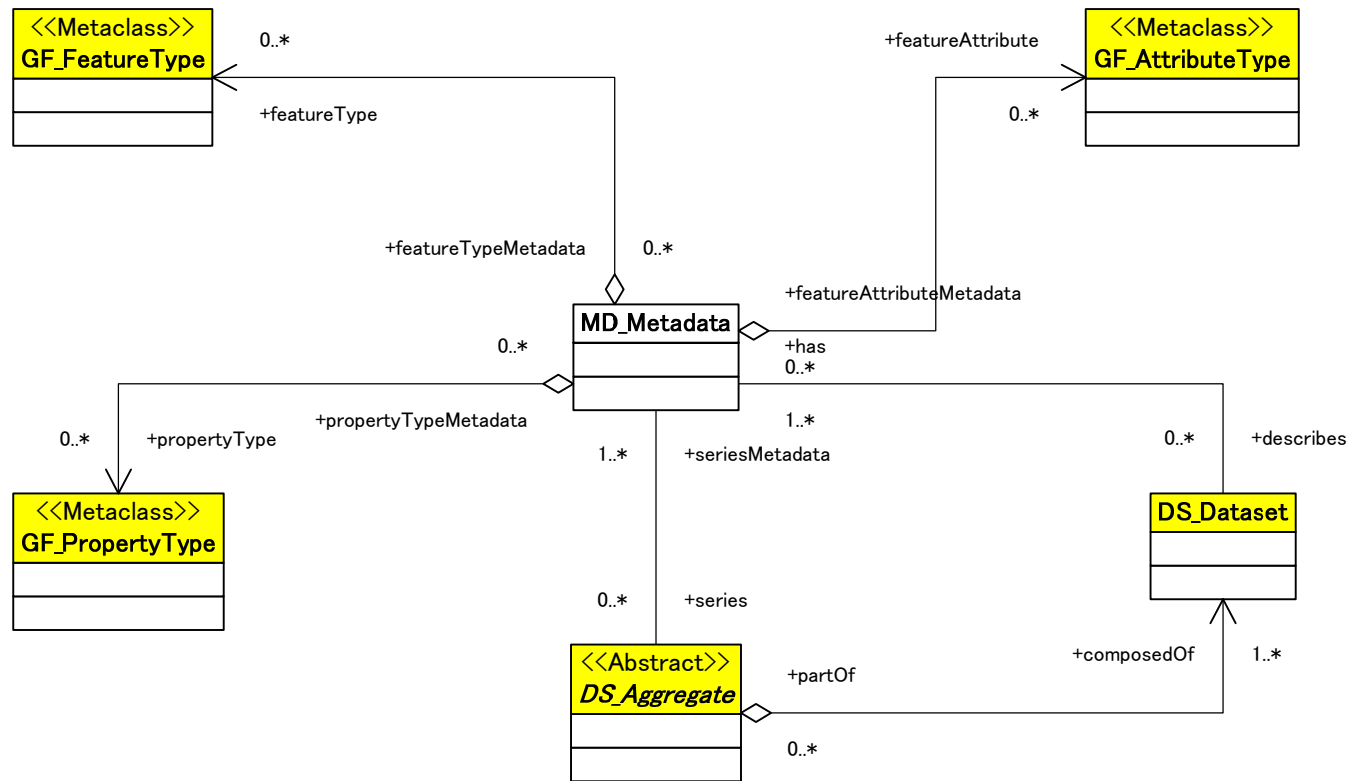 <<Metaclass>>
GF_FeatureType
0..*
+featureType
+featureAttribute
<<Metaclass>>
GF_AttributeType
0..*
+featureTypeMetadata
0..*
+featureAttributeMetadata
MD_Metadata
+has
0..*
0..*
+propertyTypeMetadata
1..*
0..*
+propertyType
1..*
+seriesMetadata
0..*
+describes
<<Metaclass>>
GF_PropertyType
DS_Dataset
0..*
+series
<<Abstract>>
DS_Aggregate
+partOf
0..*
+composedOf
1..*